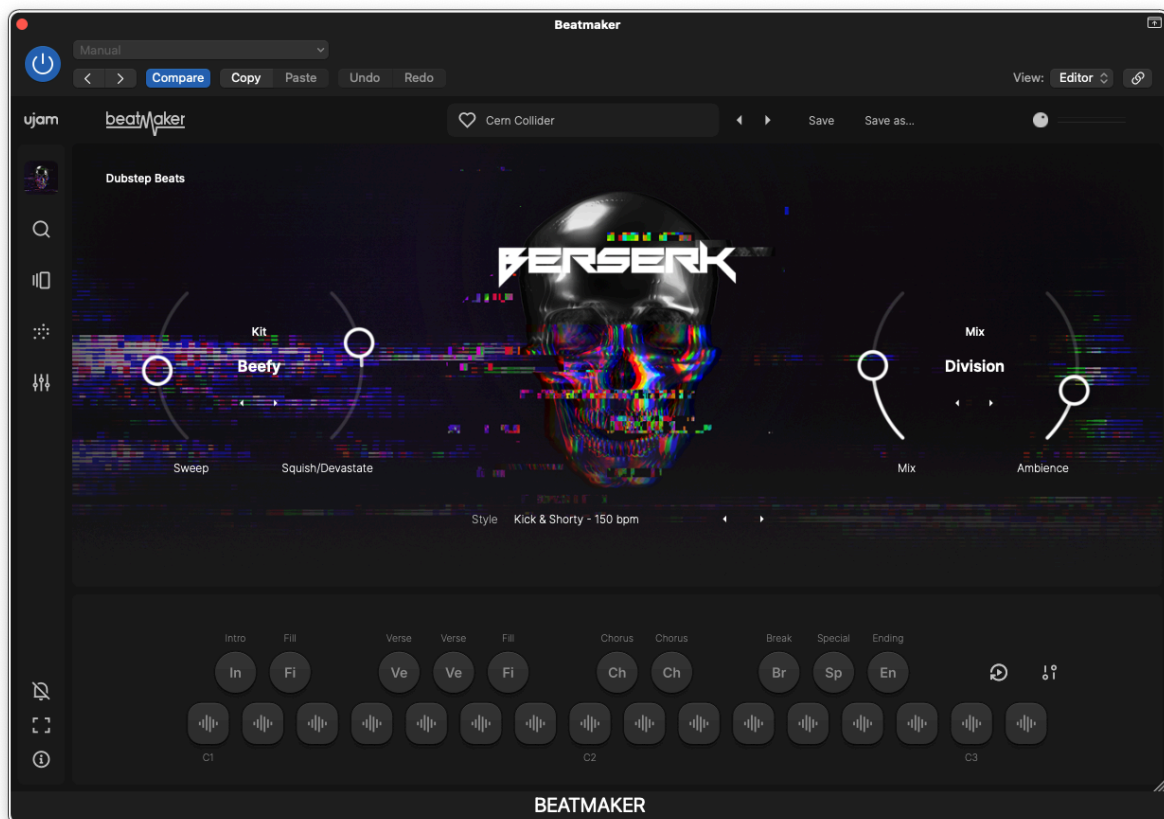 Beatmaker
Manual
Compare Copy Paste Undo Redo View: Editor
ujam beatMaker Cern Collider Save Save as...
Dubstep Beats
BERSERK
Kit Mix
Beefy Division
Sweep Squish/Devastate Mix Ambience
Style Kick & Shorty - 150 bpm
Intro Fill Verse Verse Fill Chorus Chorus Break Special Ending
In Fi Ve Ve Fi Ch Ch Br Sp En
C1 C2 C3
BEATMAKER